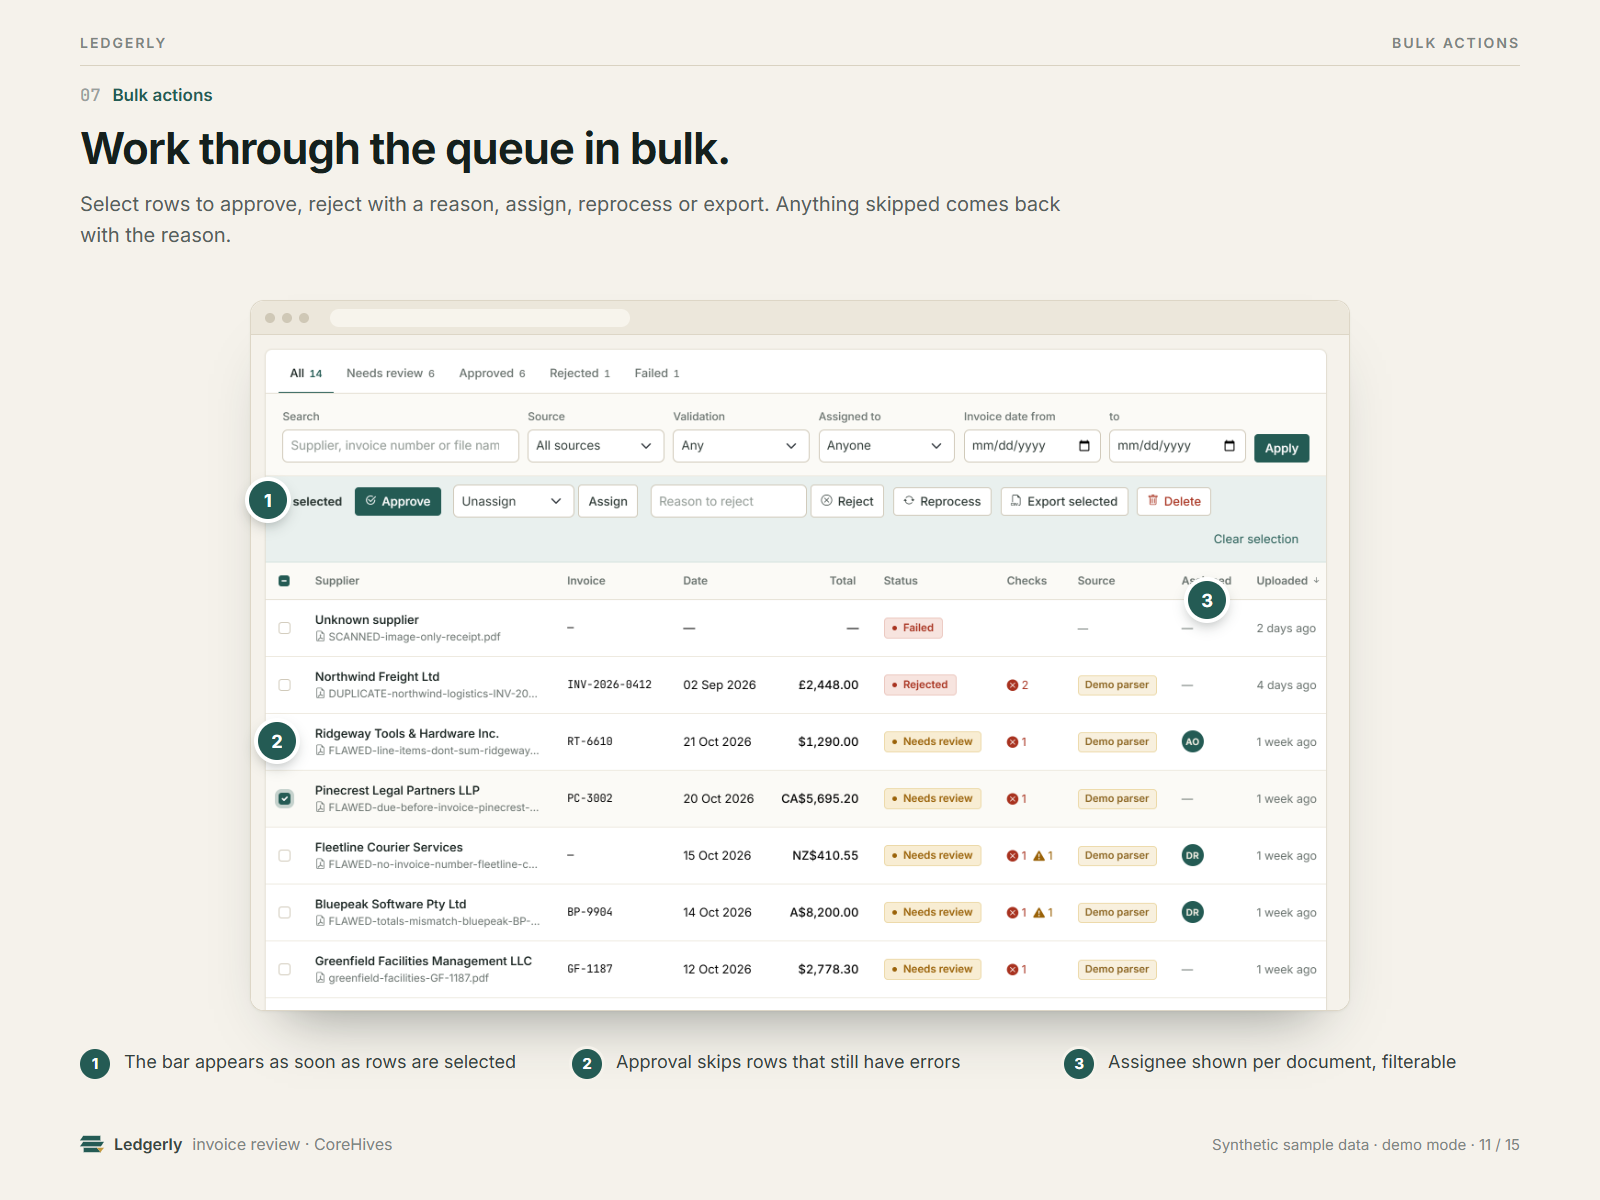 LEDGERLY
BULK ACTIONS
07 Bulk actions
Work through the queue in bulk.
Select rows to approve, reject with a reason, assign, reprocess or export. Anything skipped comes back
with the reason.
All 14 Needs review 6 Approved 6 Rejected 1 Failed 1
Search Source Validation Assigned to Invoice date from to
Supplier, invoice number or file nam All sources Any Anyone mm/dd/yyyy mm/dd/yyyy Apply
1 selected Approve Unassign Assign Reason to reject Reject Reprocess Export selected Delete
Clear selection
Supplier Invoice Date Total Status Checks Source Uploaded ↓
3
Unknown supplier
SCANNED-image-only-receipt.pdf
– — — Failed — — 2 days ago
Northwind Freight Ltd
DUPLICATE-northwind-logistics-INV-20...
INV-2026-0412 02 Sep 2026 £2,448.00 Rejected 2 Demo parser — 4 days ago
2
Ridgeway Tools & Hardware Inc.
FLAWED-line-items-dont-sum-ridgeway...
RT-6610 21 Oct 2026 $1,290.00 Needs review 1 Demo parser AO 1 week ago
Pinecrest Legal Partners LLP
FLAWED-due-before-invoice-pinecrest-...
PC-3002 20 Oct 2026 CA$5,695.20 Needs review 1 Demo parser — 1 week ago
Fleetline Courier Services
FLAWED-no-invoice-number-fleetline-c...
– 15 Oct 2026 NZ$410.55 Needs review 1 1 Demo parser DR 1 week ago
Bluepeak Software Pty Ltd
FLAWED-totals-mismatch-bluepeak-BP-...
BP-9904 14 Oct 2026 A$8,200.00 Needs review 1 1 Demo parser DR 1 week ago
Greenfield Facilities Management LLC
greenfield-facilities-GF-1187.pdf
GF-1187 12 Oct 2026 $2,778.30 Needs review 1 Demo parser — 1 week ago
1 The bar appears as soon as rows are selected
2 Approval skips rows that still have errors
3 Assignee shown per document, filterable
Ledgerly invoice review · CoreHives
Synthetic sample data · demo mode · 11 / 15